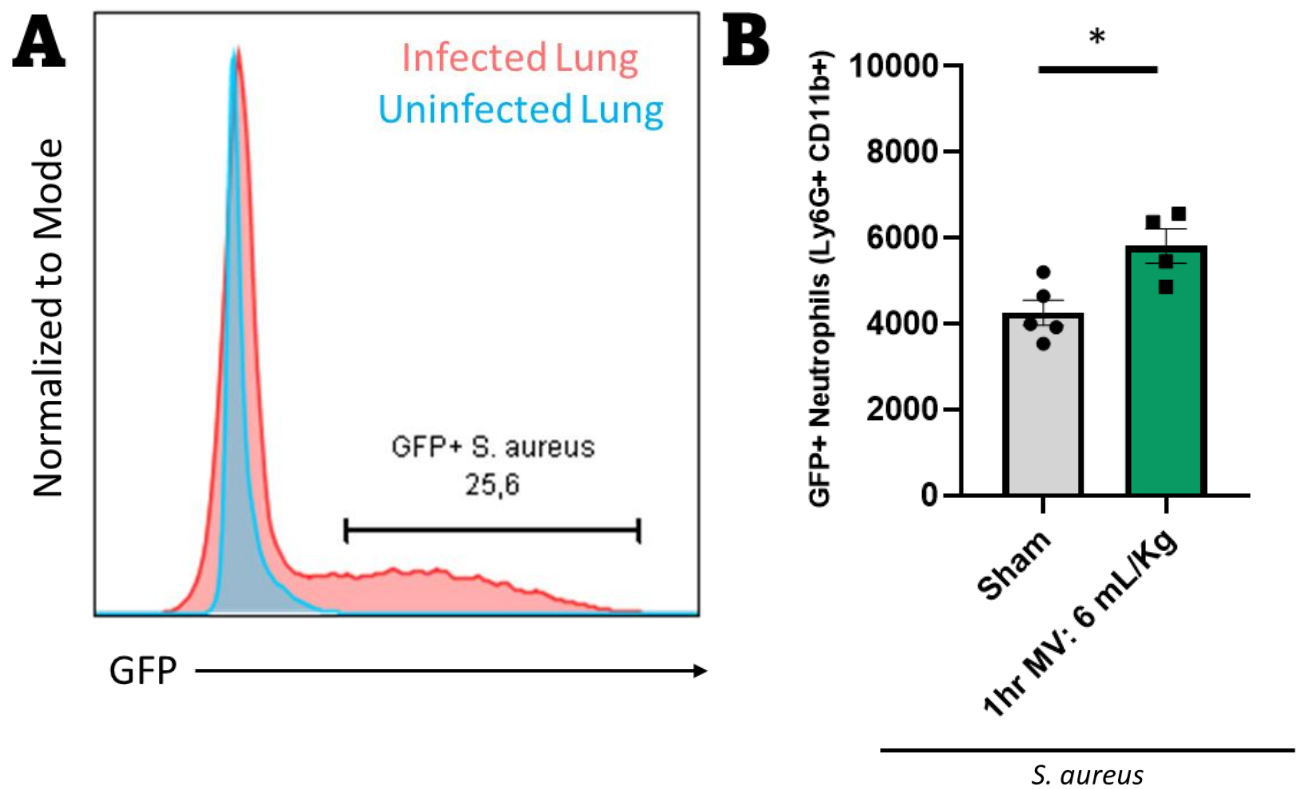 A
Infected Lung
Uninfected Lung
Normalized to Mode
GFP+ S. aureus
25,6
GFP
B
*
GFP+ Neutrophils (Ly6G+ CD11b+)
10000
8000
6000
4000
2000
0
Sham
1hr MV: 6 mL/Kg
S. aureus